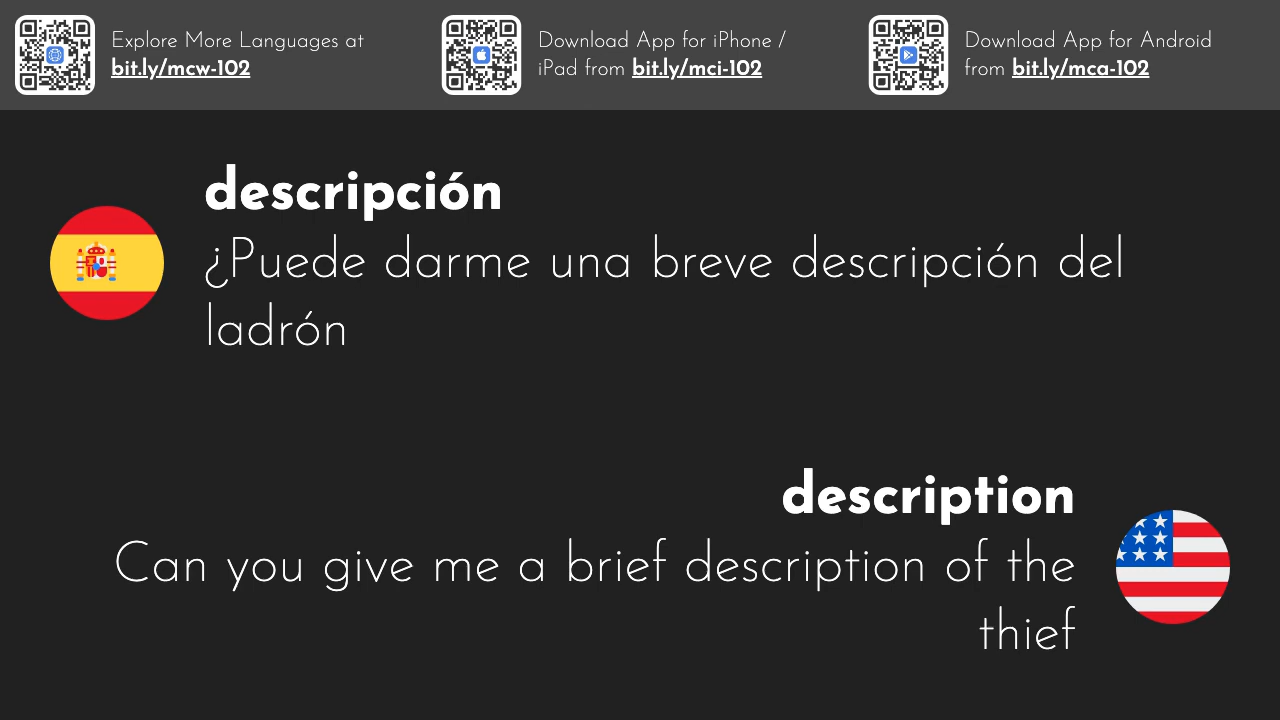 Explore More Languages at
bit.ly/mcw-102
Download App for iPhone /
iPad from bit.ly/mci-102
Download App for Android
from bit.ly/mca-102
descripción
¿Puede darme una breve descripción del
ladrón
description
Can you give me a brief description of the
thief